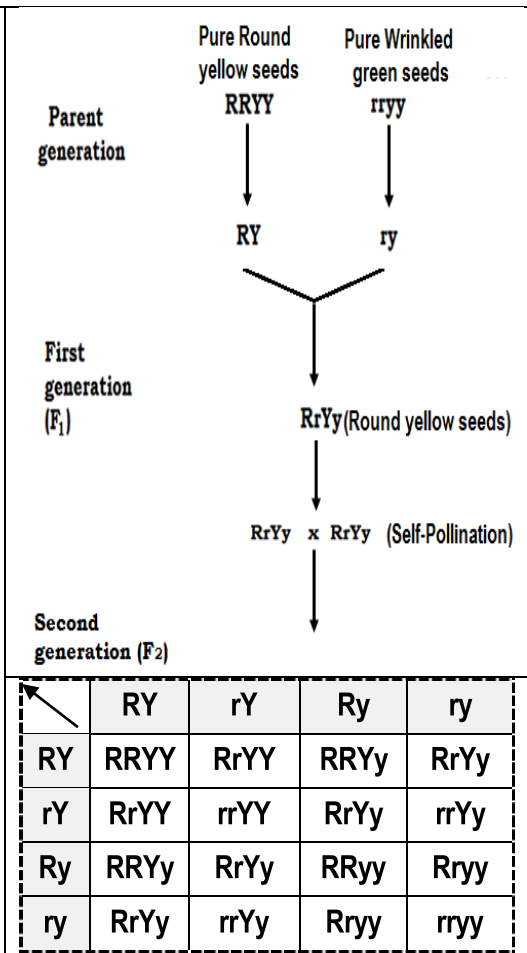 Pure Round
yellow seeds
Pure Wrinkled
green seeds
RRYY
rryy
Parent
generation
RY
ry
First
generation
(F₁)
RrYy (Round yellow seeds)
RrYy x RrYy (Self-Pollination)
Second
generation (F₂)
RY rY Ry ry
RY RRYY RrYY RRYy RrYy
rY RrYY rrYY RrYy rrYy
Ry RRYy RrYy RRyy Rryy
ry RrYy rrYy Rryy rryy